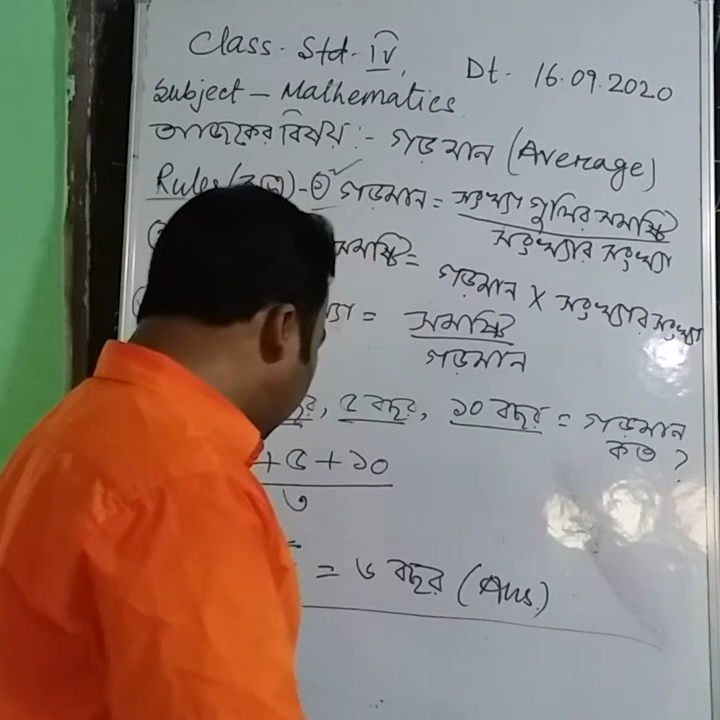 Class - Std - IV,
Dt - 16.09.2020
Subject - Mathematics.
আজকের বিষয় :- গড়মান (Average)
Rules - ① গড়মান = সংখ্যা গুলির সমষ্টি / সংখ্যার সংখ্যা
সমষ্টি = গড়মান X সংখ্যার সংখ্যা
= সমষ্টি / গড়মান
৫ বছর, ১০ বছর = গড়মান কত ?
+ ৫ + ১০ / ৩
= ৬ বছর (Ans.)